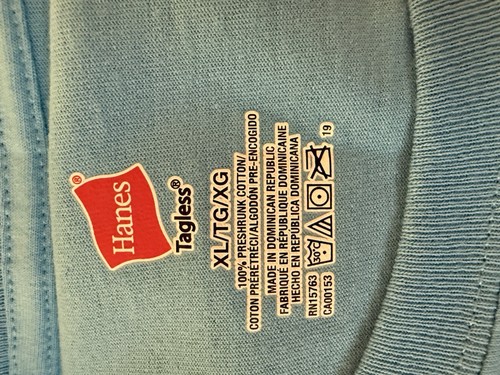 Hanes®
Tagless®
XL/TG/XG
100% PRESHRUNK COTTON/
COTON PRÉRÉTRÉCI/ALGODÓN PRE-ENCOGIDO
MADE IN DOMINICAN REPUBLIC
FABRIQUÉ EN RÉPUBLIQUE DOMINICAINE
HECHO EN REPÚBLICA DOMINICANA
RN15763
CA00153
30°C
19